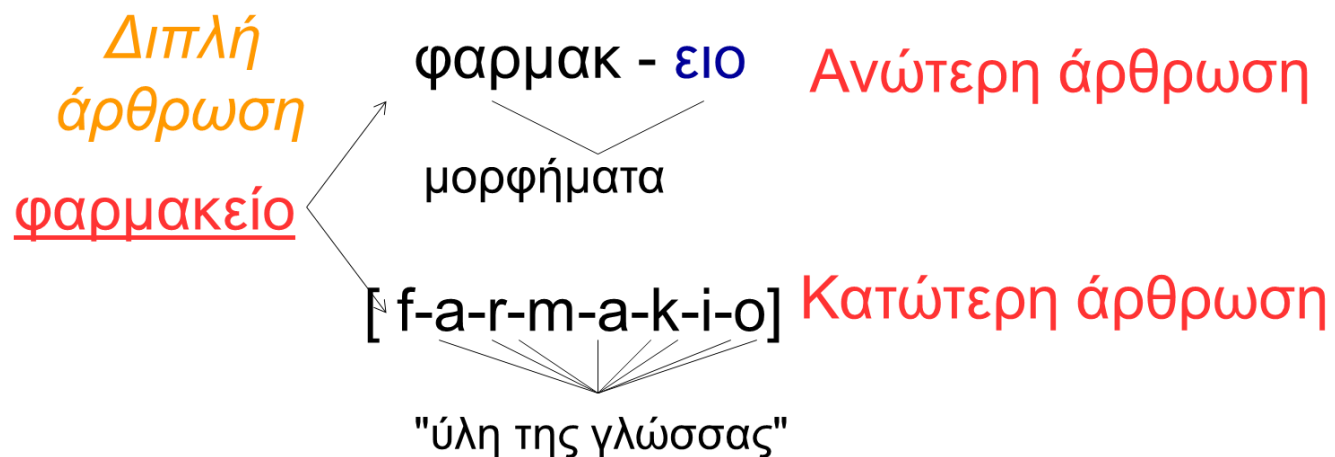 Διπλή
άρθρωση
φαρμακείο
φαρμακ - ειο
Ανώτερη άρθρωση
μορφήματα
[ f-a-r-m-a-k-i-o]
Κατώτερη άρθρωση
"ύλη της γλώσσας"